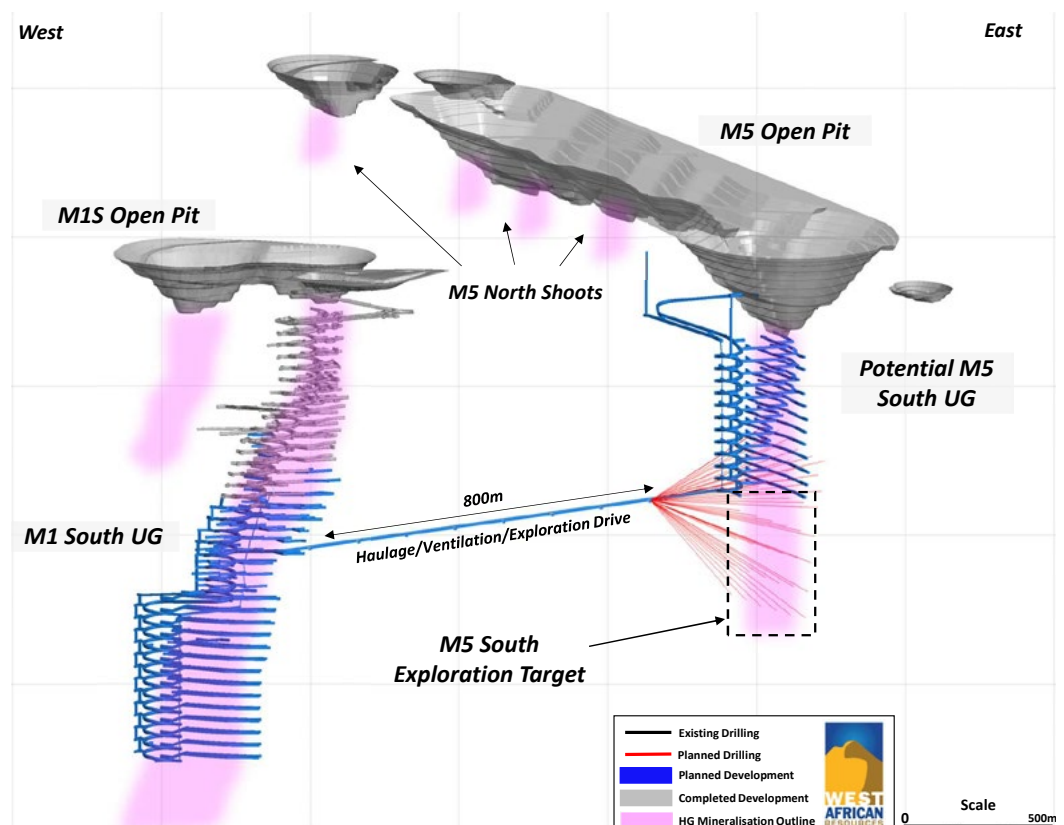 West
East
M5 Open Pit
M1S Open Pit
M5 North Shoots
Potential M5
South UG
800m
M1 South UG
Haulage/Ventilation/Exploration Drive
M5 South
Exploration Target
Existing Drilling
Planned Drilling
Planned Development
Completed Development
HG Mineralisation Outline
WEST
AFRICAN
RESOURCES
Scale
0
500m